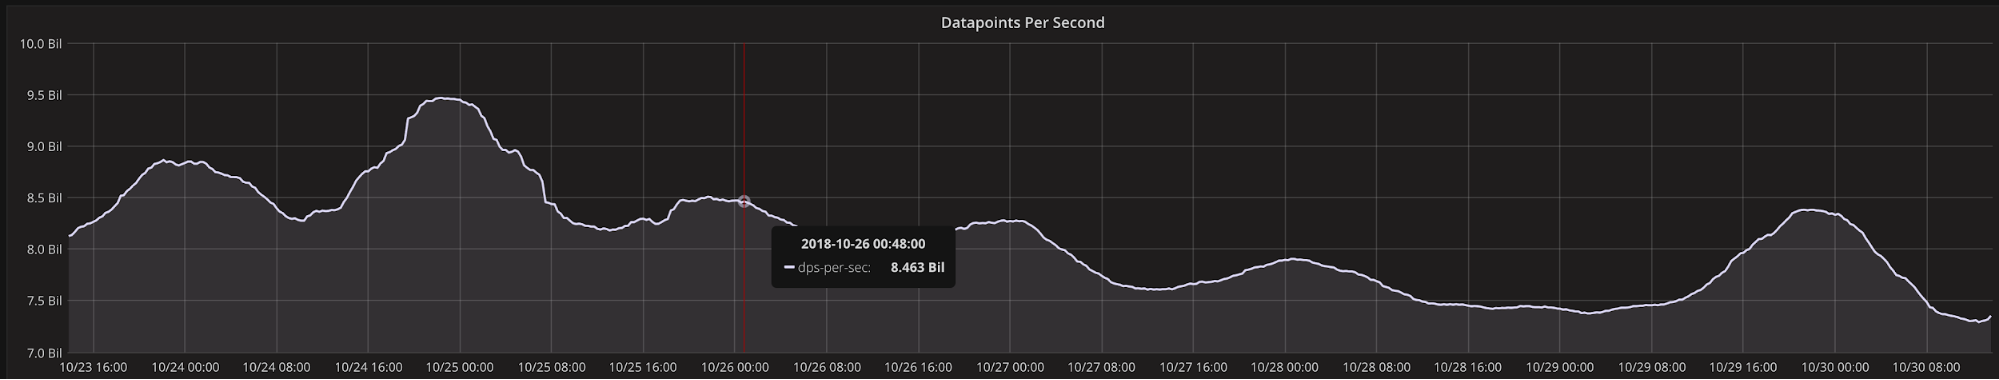 Datapoints Per Second
10.0 Bil
9.5 Bil
9.0 Bil
8.5 Bil
8.0 Bil
7.5 Bil
7.0 Bil
2018-10-26 00:48:00
dps-per-sec: 8.463 Bil
10/23 16:00 10/24 00:00 10/24 08:00 10/24 16:00 10/25 00:00 10/25 08:00 10/25 16:00 10/26 00:00 10/26 08:00 10/26 16:00 10/27 00:00 10/27 08:00 10/27 16:00 10/28 00:00 10/28 08:00 10/28 16:00 10/29 00:00 10/29 08:00 10/29 16:00 10/30 00:00 10/30 08:00